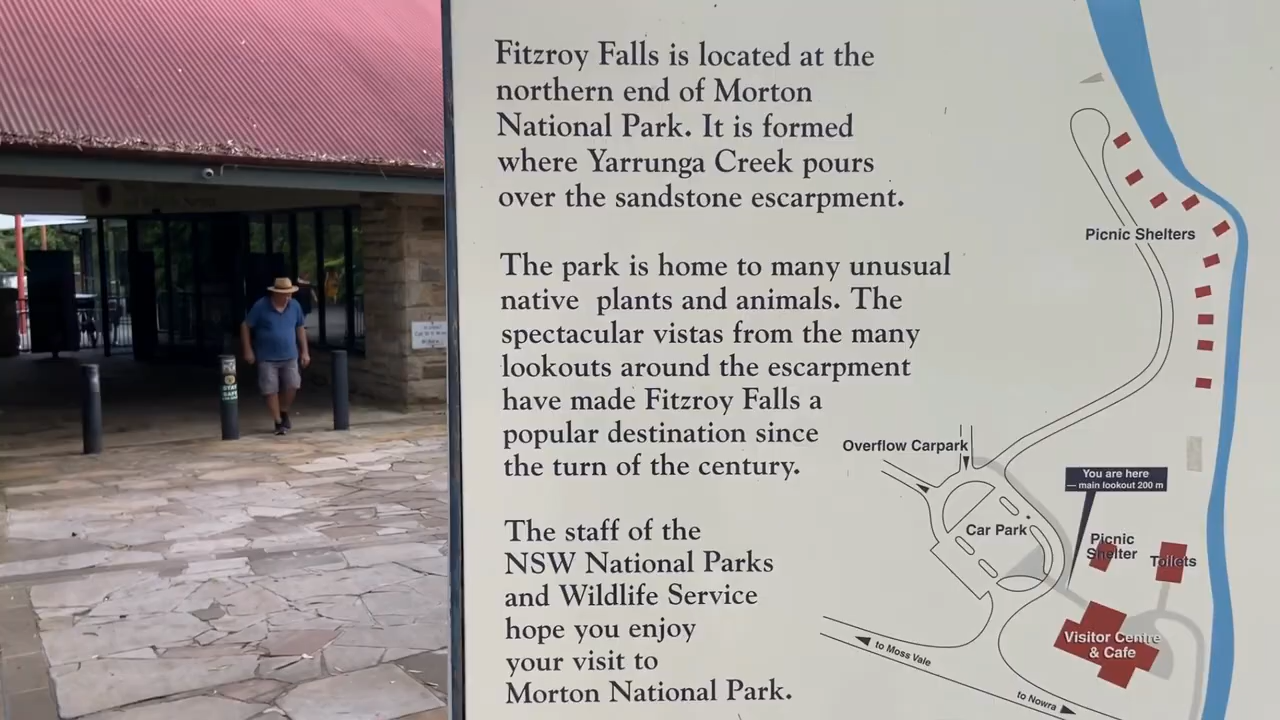 Fitzroy Falls is located at the
northern end of Morton
National Park. It is formed
where Yarrunga Creek pours
over the sandstone escarpment.
The park is home to many unusual
native plants and animals. The
spectacular vistas from the many
lookouts around the escarpment
have made Fitzroy Falls a
popular destination since
the turn of the century.
The staff of the
NSW National Parks
and Wildlife Service
hope you enjoy
your visit to
Morton National Park.
Picnic Shelters
Overflow Carpark
You are here
— main lookout 200 m
Car Park
Picnic
Shelter
Toilets
Visitor Centre
& Cafe
to Moss Vale
to Nowra